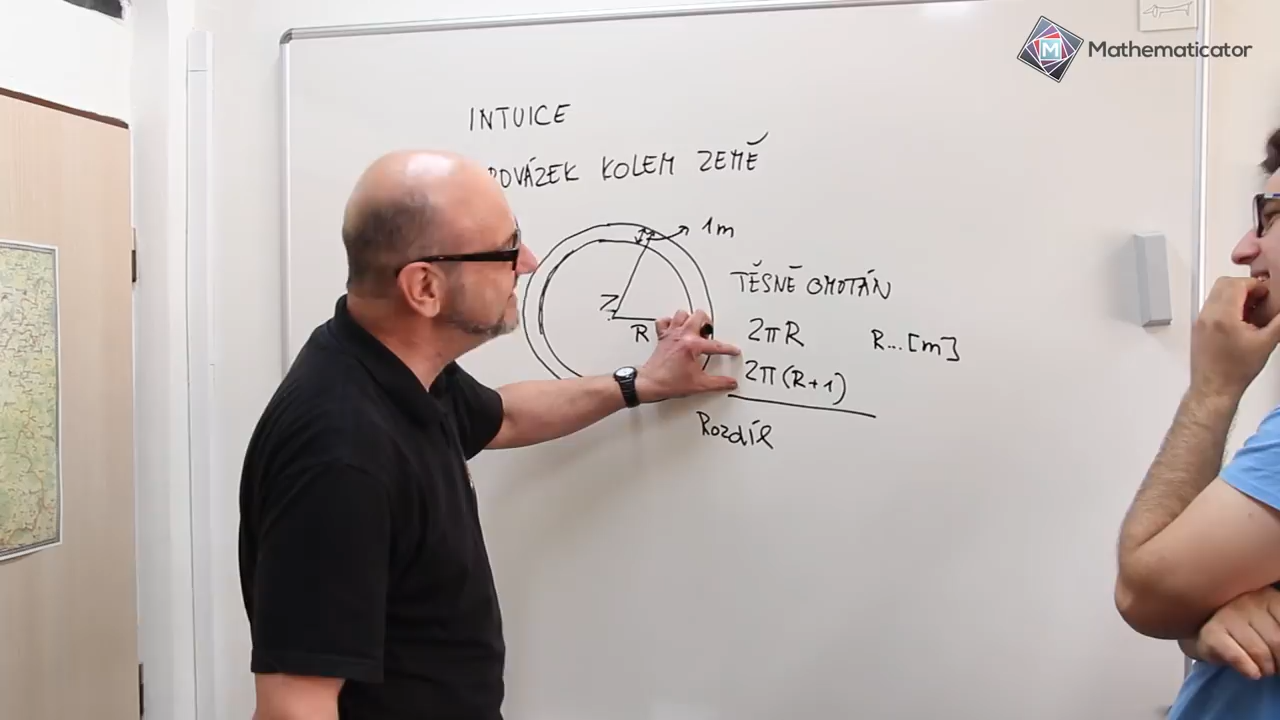 Mathematicator
INTUICE
PROVÁZEK KOLEM ZEMĚ
1m
TĚSNĚ OMOTÁN
Z
R
2πR
R...[m]
2π(R+1)
Rozdíl